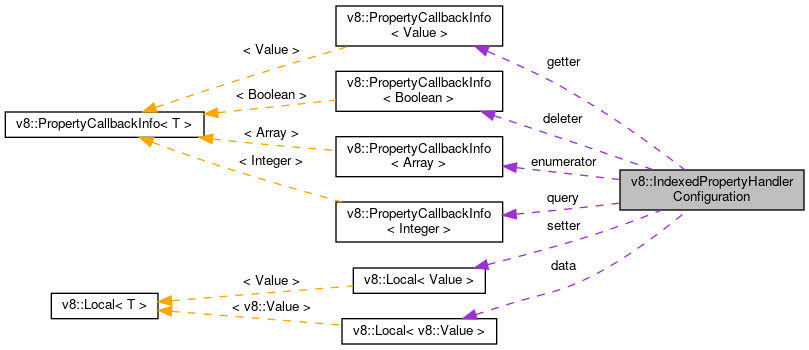 v8::PropertyCallbackInfo
< Value >
< Value >
getter
v8::PropertyCallbackInfo
< Boolean >
< Boolean >
deleter
v8::PropertyCallbackInfo< T >
v8::PropertyCallbackInfo
< Array >
< Array >
enumerator
< Integer >
v8::IndexedPropertyHandler
Configuration
v8::PropertyCallbackInfo
< Integer >
query
setter
v8::Local< Value >
< Value >
data
v8::Local< T >
< v8::Value >
v8::Local< v8::Value >